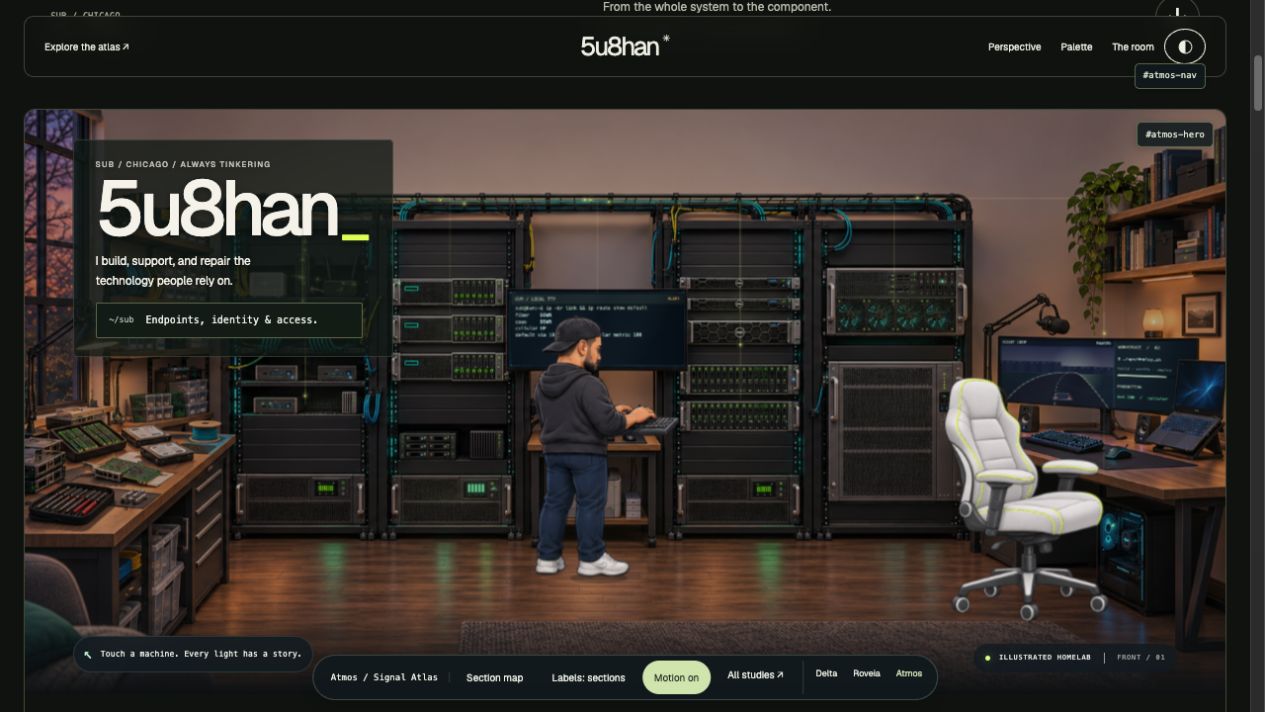 From the whole system to the component.
SUB / CHICAGO
Explore the atlas ↗
5u8han *
Perspective
Palette
The room
#atmos-nav
#atmos-hero
SUB / CHICAGO / ALWAYS TINKERING
5u8han_
I build, support, and repair the
technology people rely on.
~/sub Endpoints, identity & access.
Touch a machine. Every light has a story.
ILLUSTRATED HOMELAB | FRONT / 01
Atmos / Signal Atlas
Section map
Labels: sections
Motion on
All studies ↗
Delta
Roveia
Atmos